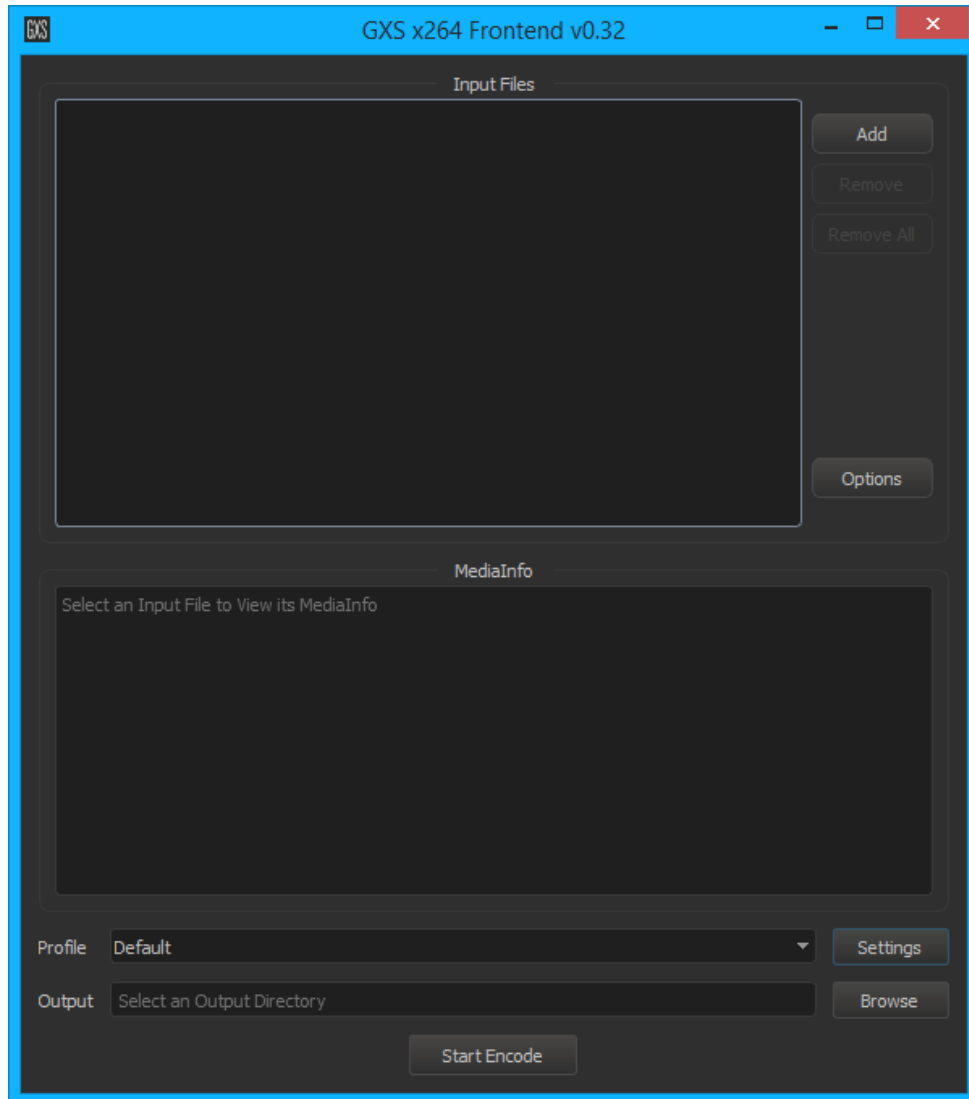 GXS
GXS x264 Frontend v0.32
Input Files
Add
Remove
Remove All
Options
MediaInfo
Select an Input File to View its MediaInfo
Profile Default Settings
Output Select an Output Directory Browse
Start Encode